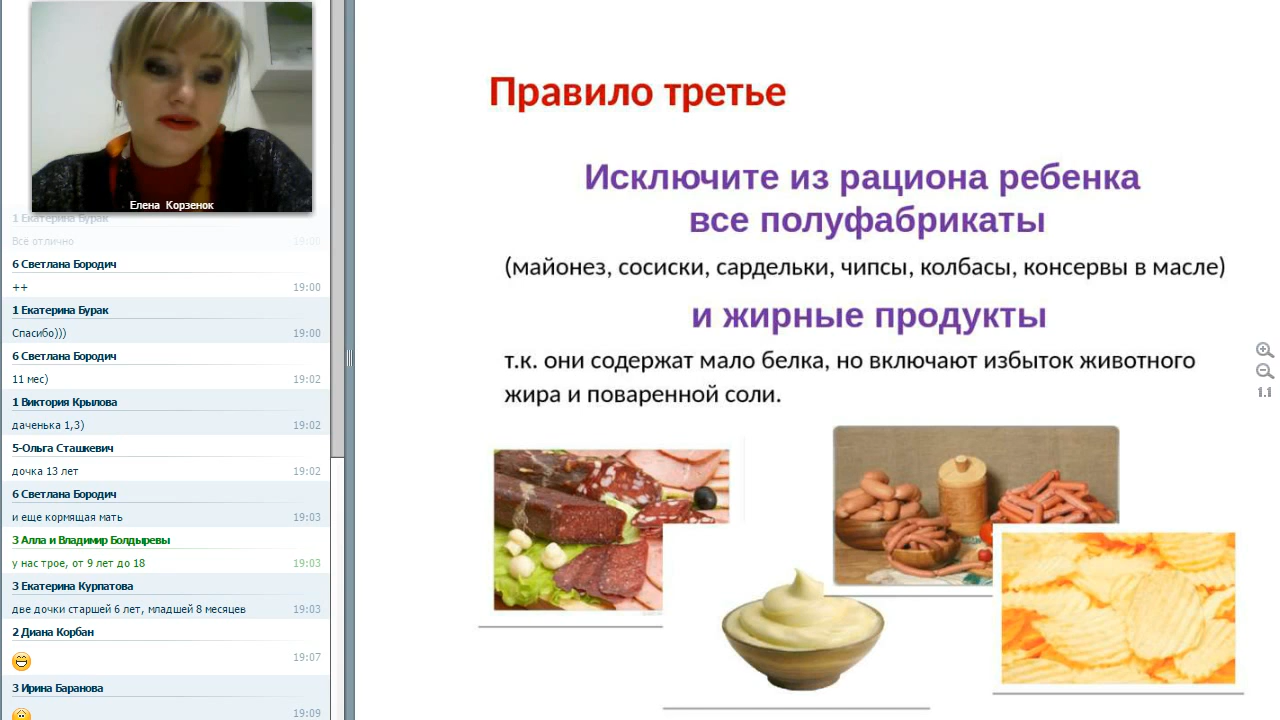 Елена Корзенок
1 Екатерина Бурак
Всё отлично 19:00
6 Светлана Бородич
++ 19:00
1 Екатерина Бурак
Спасибо))) 19:00
6 Светлана Бородич
11 мес) 19:02
1 Виктория Крылова
даченька 1,3) 19:02
5-Ольга Сташкевич
дочка 13 лет 19:02
6 Светлана Бородич
и еще кормящая мать 19:03
3 Алла и Владимир Болдыревы
у нас трое, от 9 лет до 18 19:03
3 Екатерина Курпатова
две дочки старшей 6 лет, младшей 8 месяцев 19:03
2 Диана Корбан
19:07
3 Ирина Баранова
19:09
Правило третье
Исключите из рациона ребенка
все полуфабрикаты
(майонез, сосиски, сардельки, чипсы, колбасы, консервы в масле)
и жирные продукты
т.к. они содержат мало белка, но включают избыток животного
жира и поваренной соли.
1.1